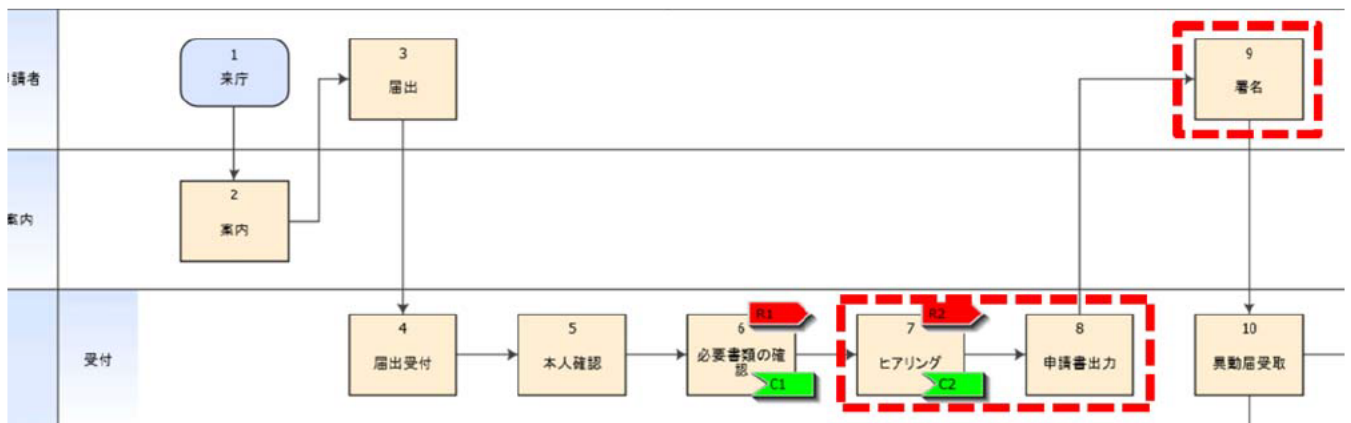 申請者
案内
受付
1
来庁
2
案内
3
届出
4
届出受付
5
本人確認
6
必要書類の確
認
R1
C1
7
ヒアリング
R2
C2
8
申請書出力
9
署名
10
異動届受取